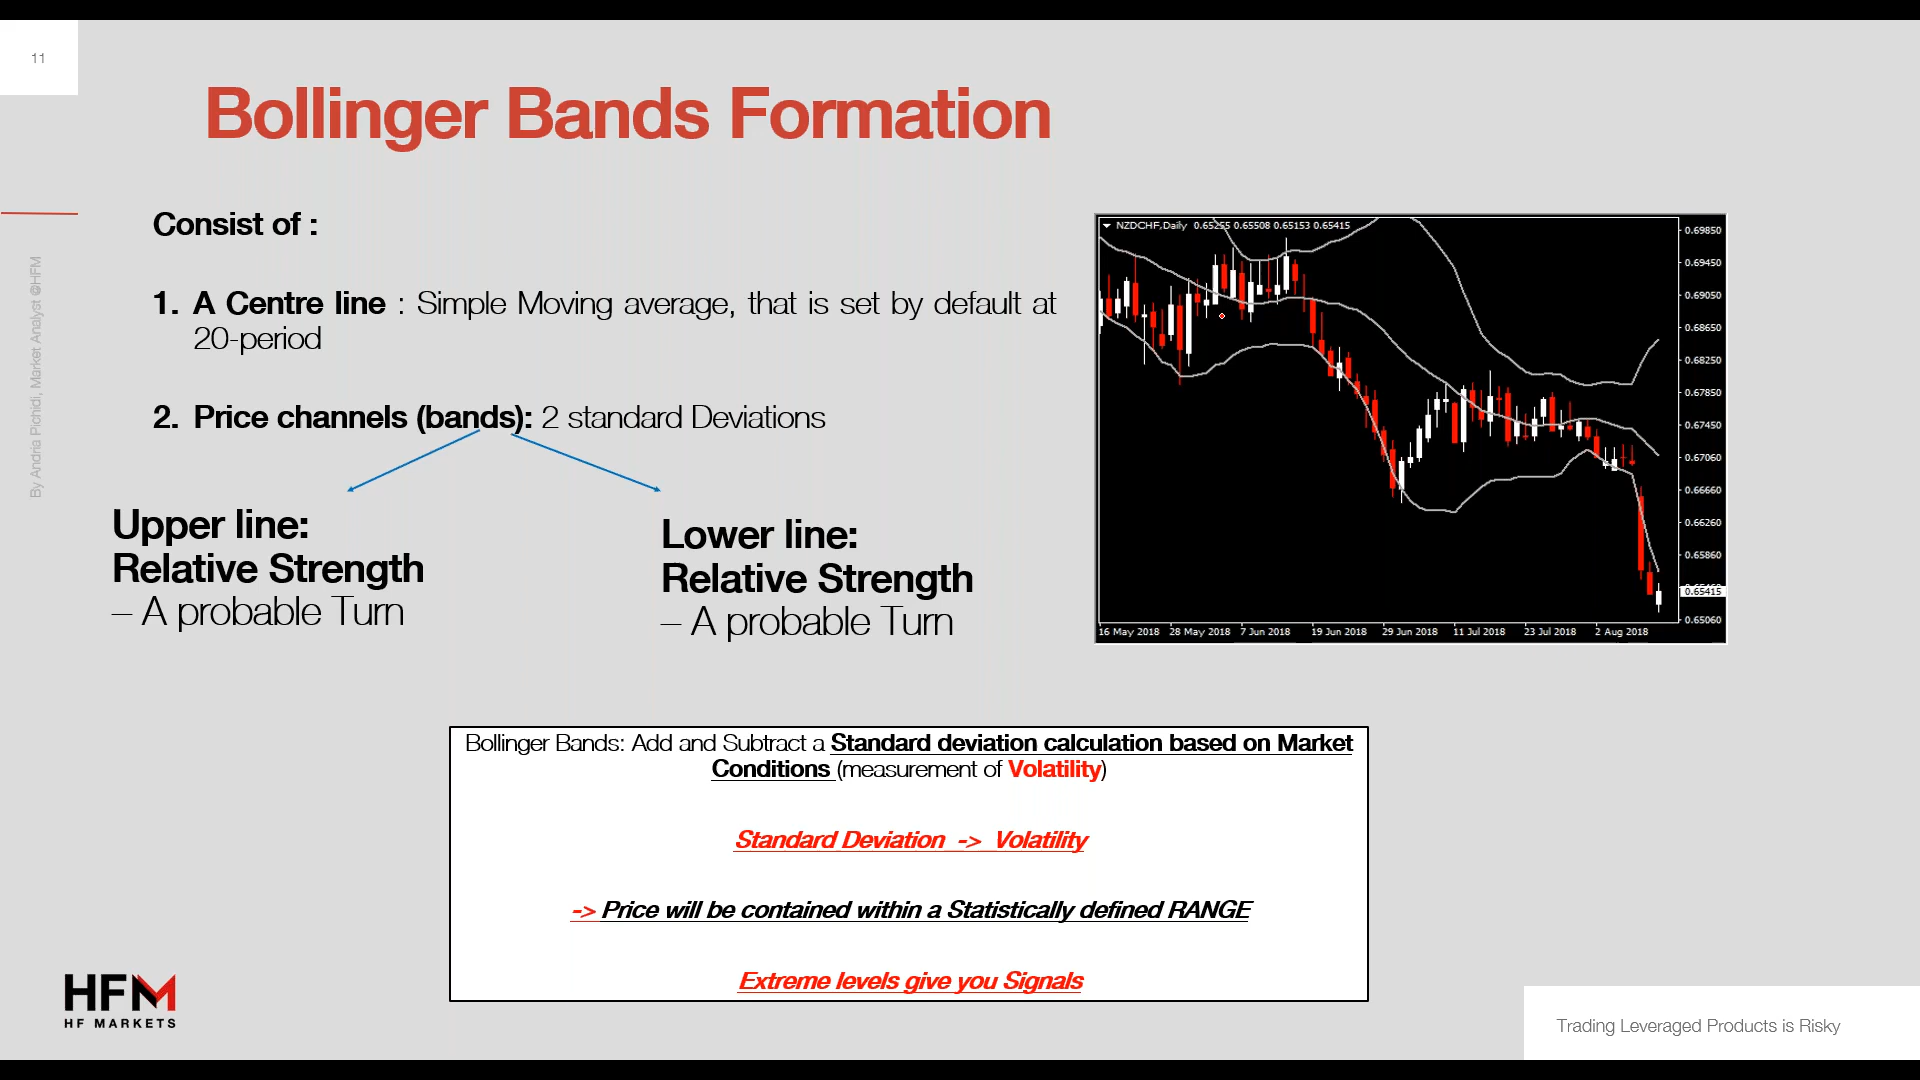 11
Bollinger Bands Formation
By Andria Pichidi, Market Analyst @HFM
Consist of :
1. A Centre line : Simple Moving average, that is set by default at
20-period
2. Price channels (bands): 2 standard Deviations
Upper line:
Relative Strength
– A probable Turn
Lower line:
Relative Strength
– A probable Turn
NZDCHF,Daily 0.65255 0.65508 0.65153 0.65415
0.69850
0.69450
0.69050
0.68650
0.68250
0.67850
0.67450
0.67060
0.66660
0.66260
0.65860
0.65415
0.65060
16 May 2018 28 May 2018 7 Jun 2018 19 Jun 2018 29 Jun 2018 11 Jul 2018 23 Jul 2018 2 Aug 2018
Bollinger Bands: Add and Subtract a Standard deviation calculation based on Market
Conditions (measurement of Volatility)
Standard Deviation -> Volatility
-> Price will be contained within a Statistically defined RANGE
Extreme levels give you Signals
HFM
HF MARKETS
Trading Leveraged Products is Risky